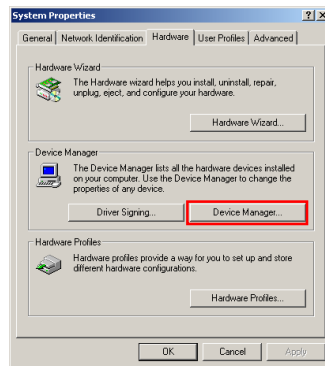 System Properties
General Network Identification Hardware User Profiles Advanced
Hardware Wizard
The Hardware wizard helps you install, uninstall, repair,
unplug, eject, and configure your hardware.
Hardware Wizard...
Device Manager
The Device Manager lists all the hardware devices installed
on your computer. Use the Device Manager to change the
properties of any device.
Driver Signing... Device Manager...
Hardware Profiles
Hardware profiles provide a way for you to set up and store
different hardware configurations.
Hardware Profiles...
OK Cancel Apply